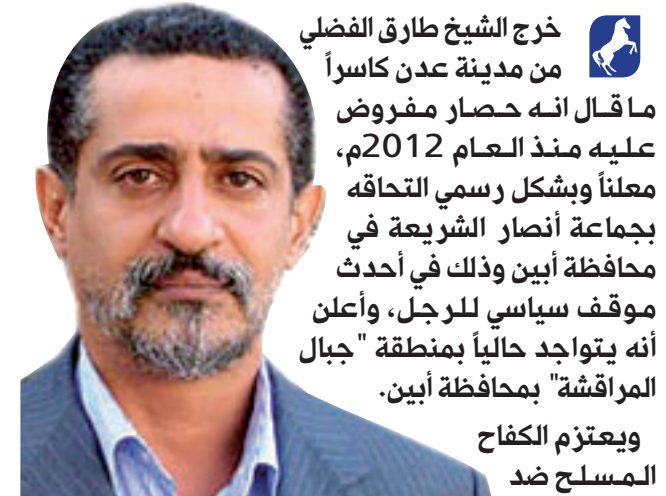 خرج الشيخ طارق الفضلي
من مدينة عدن كاسراً
ما قال انه حصار مفروض
عليه منذ العام 2012م،
معلناً وبشكل رسمي التحاقه
بجماعة أنصار الشريعة في
محافظة أبين وذلك في أحدث
موقف سياسي للرجل، وأعلن
أنه يتواجد حالياً بمنطقة "جبال
المراقشة" بمحافظة أبين.
ويعتزم الكفاح
المسلح ضد